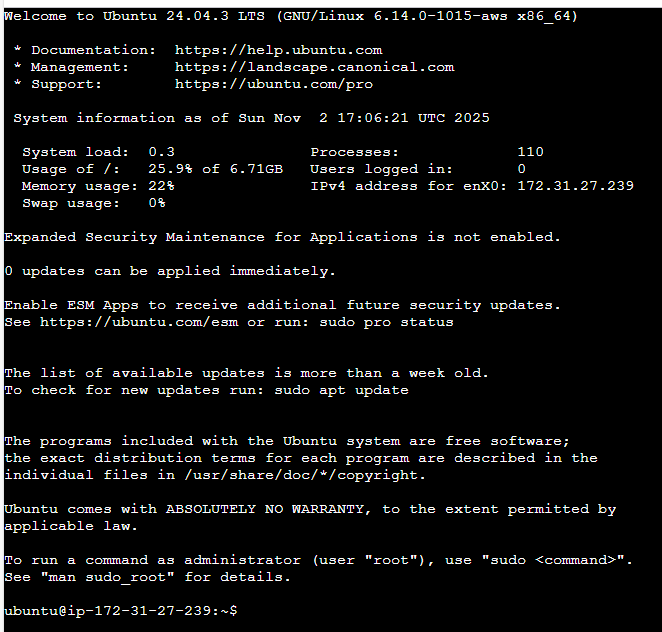 Welcome to Ubuntu 24.04.3 LTS (GNU/Linux 6.14.0-1015-aws x86_64)
* Documentation:  https://help.ubuntu.com
* Management:     https://landscape.canonical.com
* Support:        https://ubuntu.com/pro
System information as of Sun Nov  2 17:06:21 UTC 2025
System load:  0.3                Processes:             110
Usage of /:   25.9% of 6.71GB   Users logged in:       0
Memory usage: 22%               IPv4 address for enX0: 172.31.27.239
Swap usage:   0%
Expanded Security Maintenance for Applications is not enabled.
0 updates can be applied immediately.
Enable ESM Apps to receive additional future security updates.
See https://ubuntu.com/esm or run: sudo pro status
The list of available updates is more than a week old.
To check for new updates run: sudo apt update
The programs included with the Ubuntu system are free software;
the exact distribution terms for each program are described in the
individual files in /usr/share/doc/*/copyright.
Ubuntu comes with ABSOLUTELY NO WARRANTY, to the extent permitted by
applicable law.
To run a command as administrator (user "root"), use "sudo <command>".
See "man sudo_root" for details.
ubuntu@ip-172-31-27-239:~$